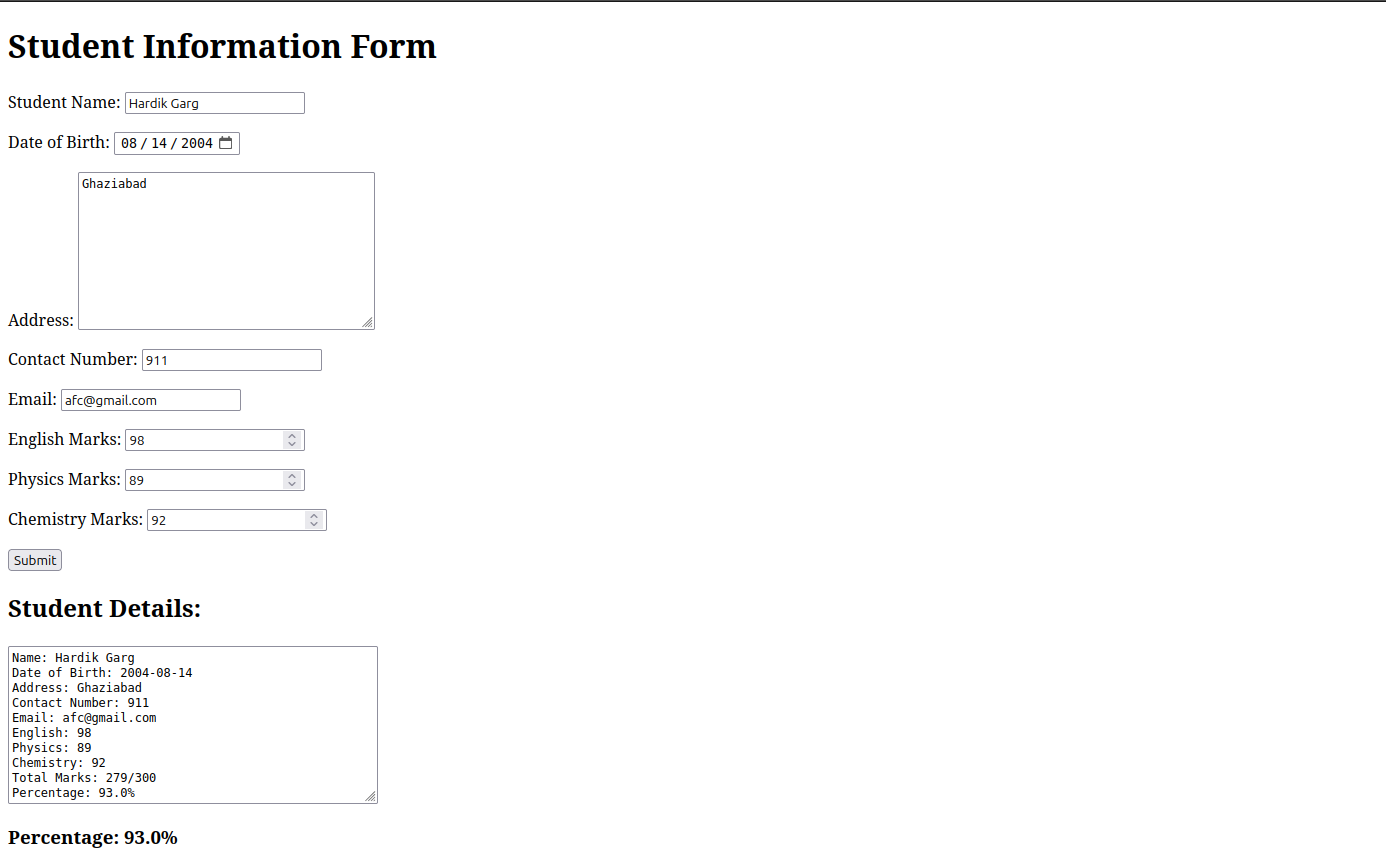 Student Information Form
Student Name: Hardik Garg
Date of Birth: 08 / 14 / 2004
Ghaziabad
Address:
Contact Number: 911
Email: afc@gmail.com
English Marks: 98
Physics Marks: 89
Chemistry Marks: 92
Submit
Student Details:
Name: Hardik Garg
Date of Birth: 2004-08-14
Address: Ghaziabad
Contact Number: 911
Email: afc@gmail.com
English: 98
Physics: 89
Chemistry: 92
Total Marks: 279/300
Percentage: 93.0%
Percentage: 93.0%